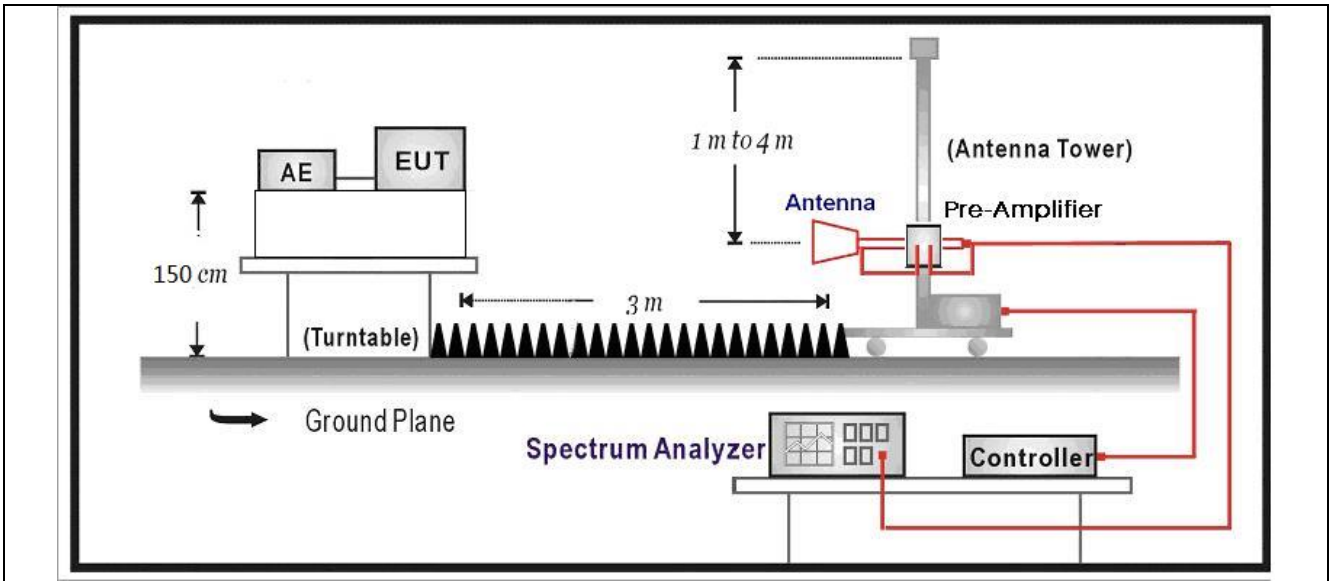 1 m to 4 m
(Antenna Tower)
AE
EUT
Antenna
Pre-Amplifier
150 cm
3 m
(Turntable)
Ground Plane
Spectrum Analyzer
Controller